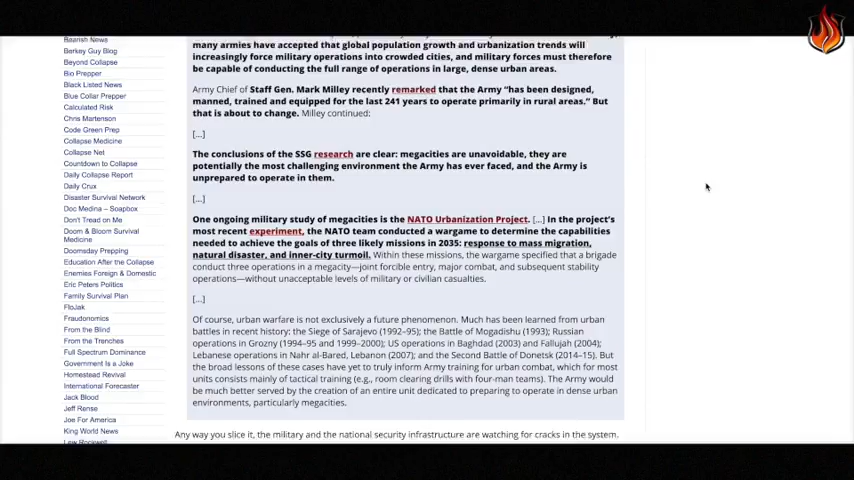 Bearish News
Berkey Guy Blog
Beyond Collapse
Bio Prepper
Black Listed News
Blue Collar Prepper
Calculated Risk
Chris Martenson
Code Green Prep
Collapse Medicine
Collapse Net
Countdown to Collapse
Daily Collapse Report
Daily Crux
Disaster Survival Network
Doc Medina – Soapbox
Don't Tread on Me
Doom & Bloom Survival
Medicine
Doomsday Prepping
Education After the Collapse
Enemies Foreign & Domestic
Eric Peters Politics
Family Survival Plan
FloJak
Fraudonomics
From the Blind
From the Trenches
Full Spectrum Dominance
Government Is a Joke
Homestead Revival
International Forecaster
Jack Blood
Jeff Rense
Joe For America
King World News
Lew Rockwell
many armies have accepted that global population growth and urbanization trends will
increasingly force military operations into crowded cities, and military forces must therefore
be capable of conducting the full range of operations in large, dense urban areas.
Army Chief of Staff Gen. Mark Milley recently remarked that the Army “has been designed,
manned, trained and equipped for the last 241 years to operate primarily in rural areas.” But
that is about to change. Milley continued:
[...]
The conclusions of the SSG research are clear: megacities are unavoidable, they are
potentially the most challenging environment the Army has ever faced, and the Army is
unprepared to operate in them.
[...]
One ongoing military study of megacities is the NATO Urbanization Project. [...] In the project’s
most recent experiment, the NATO team conducted a wargame to determine the capabilities
needed to achieve the goals of three likely missions in 2035: response to mass migration,
natural disaster, and inner-city turmoil. Within these missions, the wargame specified that a brigade
conduct three operations in a megacity—joint forcible entry, major combat, and subsequent stability
operations—without unacceptable levels of military or civilian casualties.
[...]
Of course, urban warfare is not exclusively a future phenomenon. Much has been learned from urban
battles in recent history: the Siege of Sarajevo (1992–95); the Battle of Mogadishu (1993); Russian
operations in Grozny (1994–95 and 1999–2000); US operations in Baghdad (2003) and Fallujah (2004);
Lebanese operations in Nahr al-Bared, Lebanon (2007); and the Second Battle of Donetsk (2014–15). But
the broad lessons of these cases have yet to truly inform Army training for urban combat, which for most
units consists mainly of tactical training (e.g., room clearing drills with four-man teams). The Army would
be much better served by the creation of an entire unit dedicated to preparing to operate in dense urban
environments, particularly megacities.
Any way you slice it, the military and the national security infrastructure are watching for cracks in the system.